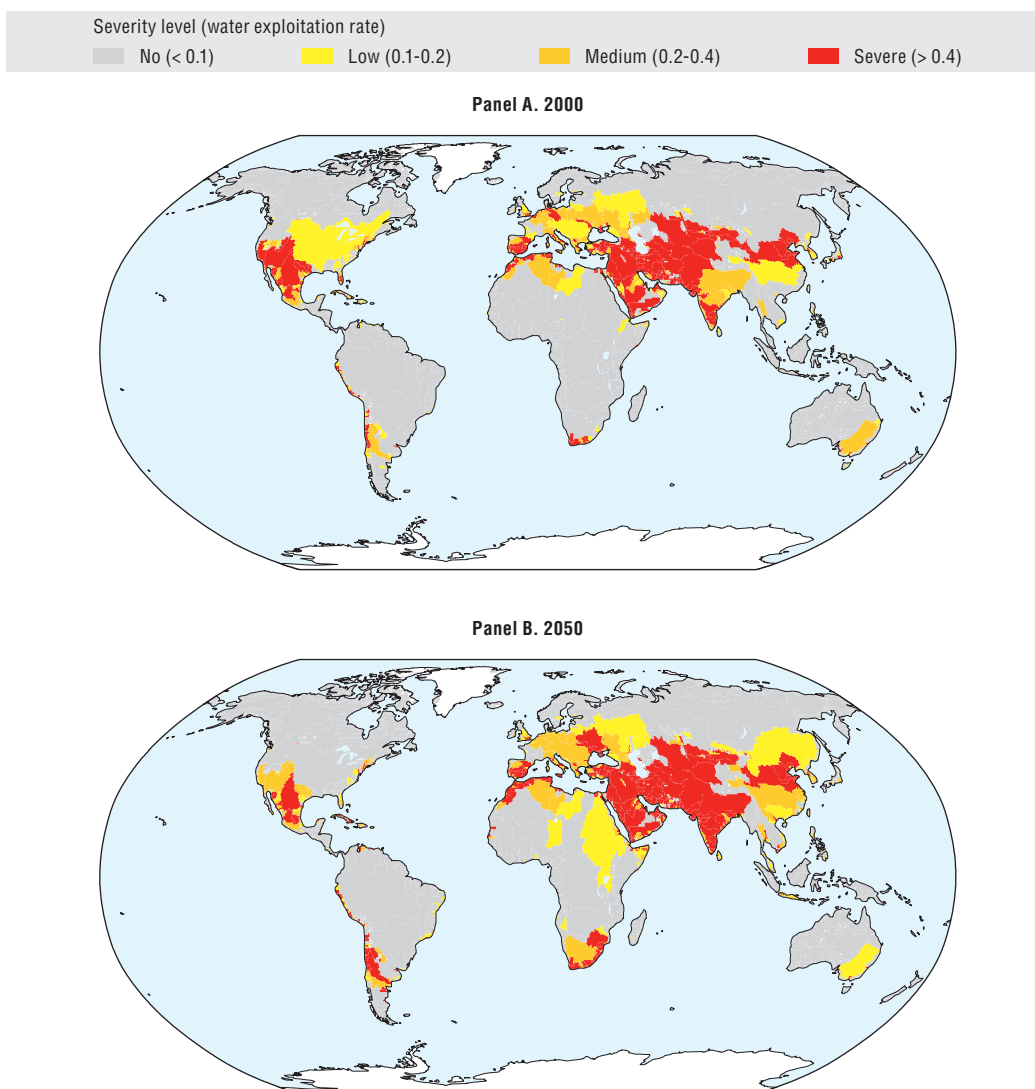 Severity level (water exploitation rate)
No (< 0.1) Low (0.1-0.2) Medium (0.2-0.4) Severe (> 0.4)
Panel A. 2000
Panel B. 2050